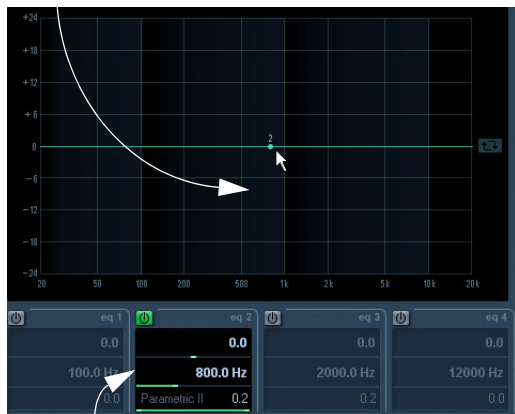 +24
+18
+12
+6
2
0
-6
-12
-18
-24
20 50 100 200 500 1k 2k 5k 10k 20k
eq 1 eq 2 eq 3 eq 4
0.0 0.0 0.0 0.0
100.0 Hz 800.0 Hz 2000.0 Hz 12000 Hz
0.0 Parametric II 0.2 0.2 0.0